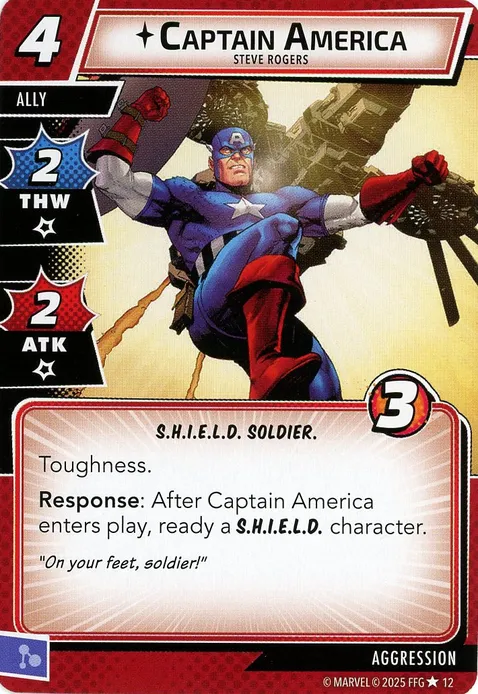 4
CAPTAIN AMERICA
STEVE ROGERS
ALLY
2
THW
2
ATK
3
S.H.I.E.L.D. SOLDIER.
Toughness.
Response: After Captain America
enters play, ready a S.H.I.E.L.D. character.
"On your feet, soldier!"
AGGRESSION
© MARVEL © 2025 FFG ★ 12